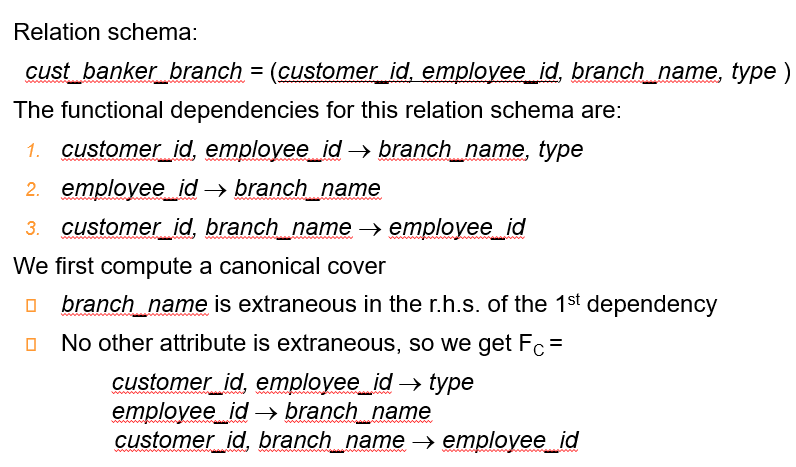 Relation schema:
cust_banker_branch = (customer_id, employee_id, branch_name, type )
The functional dependencies for this relation schema are:
1. customer_id, employee_id → branch_name, type
2. employee_id → branch_name
3. customer_id, branch_name → employee_id
We first compute a canonical cover
▯ branch_name is extraneous in the r.h.s. of the 1st dependency
▯ No other attribute is extraneous, so we get FC =
customer_id, employee_id → type
employee_id → branch_name
customer_id, branch_name → employee_id